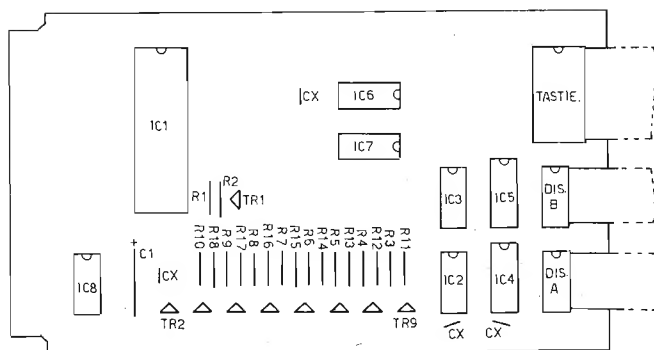 IC1
CX
IC6
IC7
TASTIE.
R1
R2
TR1
IC3
IC5
DIS.
B
R10
R18
R9
R17
R8
R16
R7
R15
R6
R14
R5
R13
R4
R12
R3
R11
+
C1
CX
IC8
IC2
IC4
DIS.
A
TR2
TR9
CX
CX